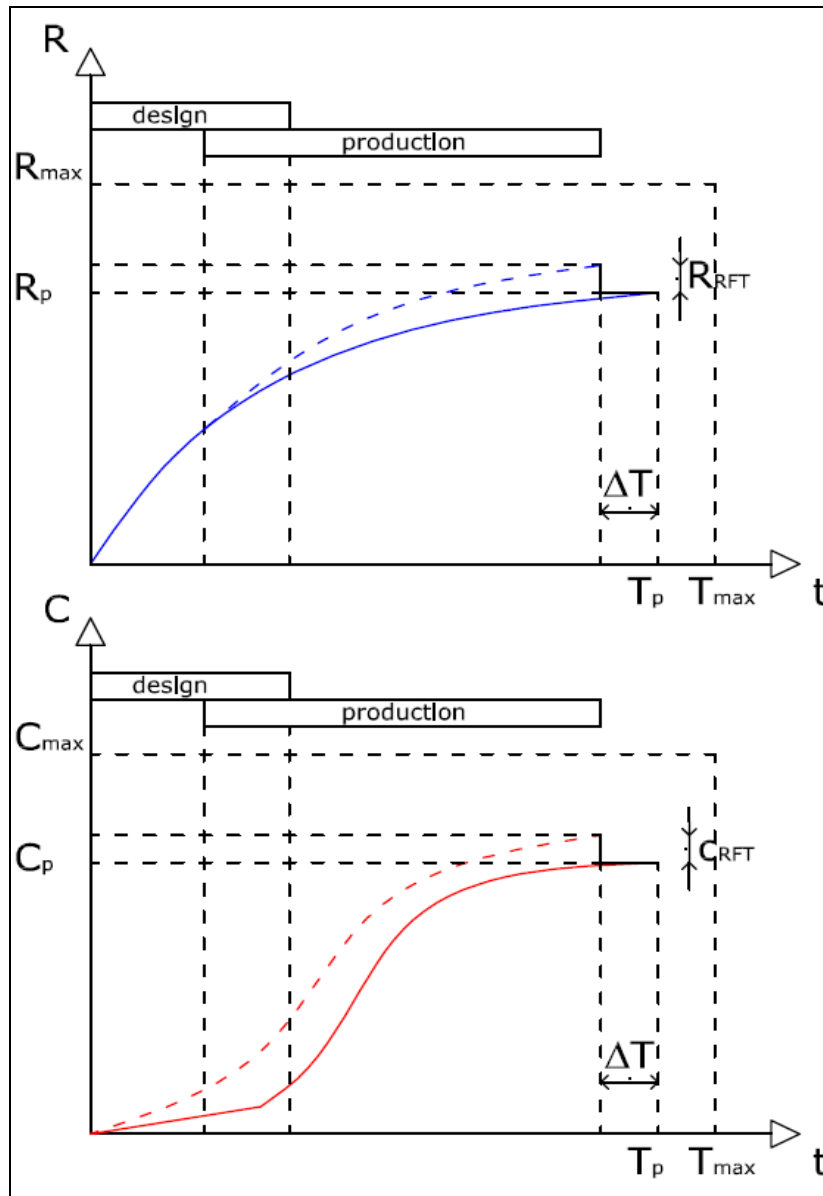 R
design
production
Rmax
Rp
RRFT
ΔT
Tp Tmax t
C
design
production
Cmax
Cp
CRFT
ΔT
Tp Tmax t